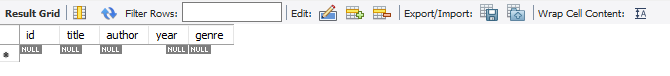 Result Grid Filter Rows: Edit: Export/Import: Wrap Cell Content: IA
id title author year genre
* NULL NULL NULL NULL NULL